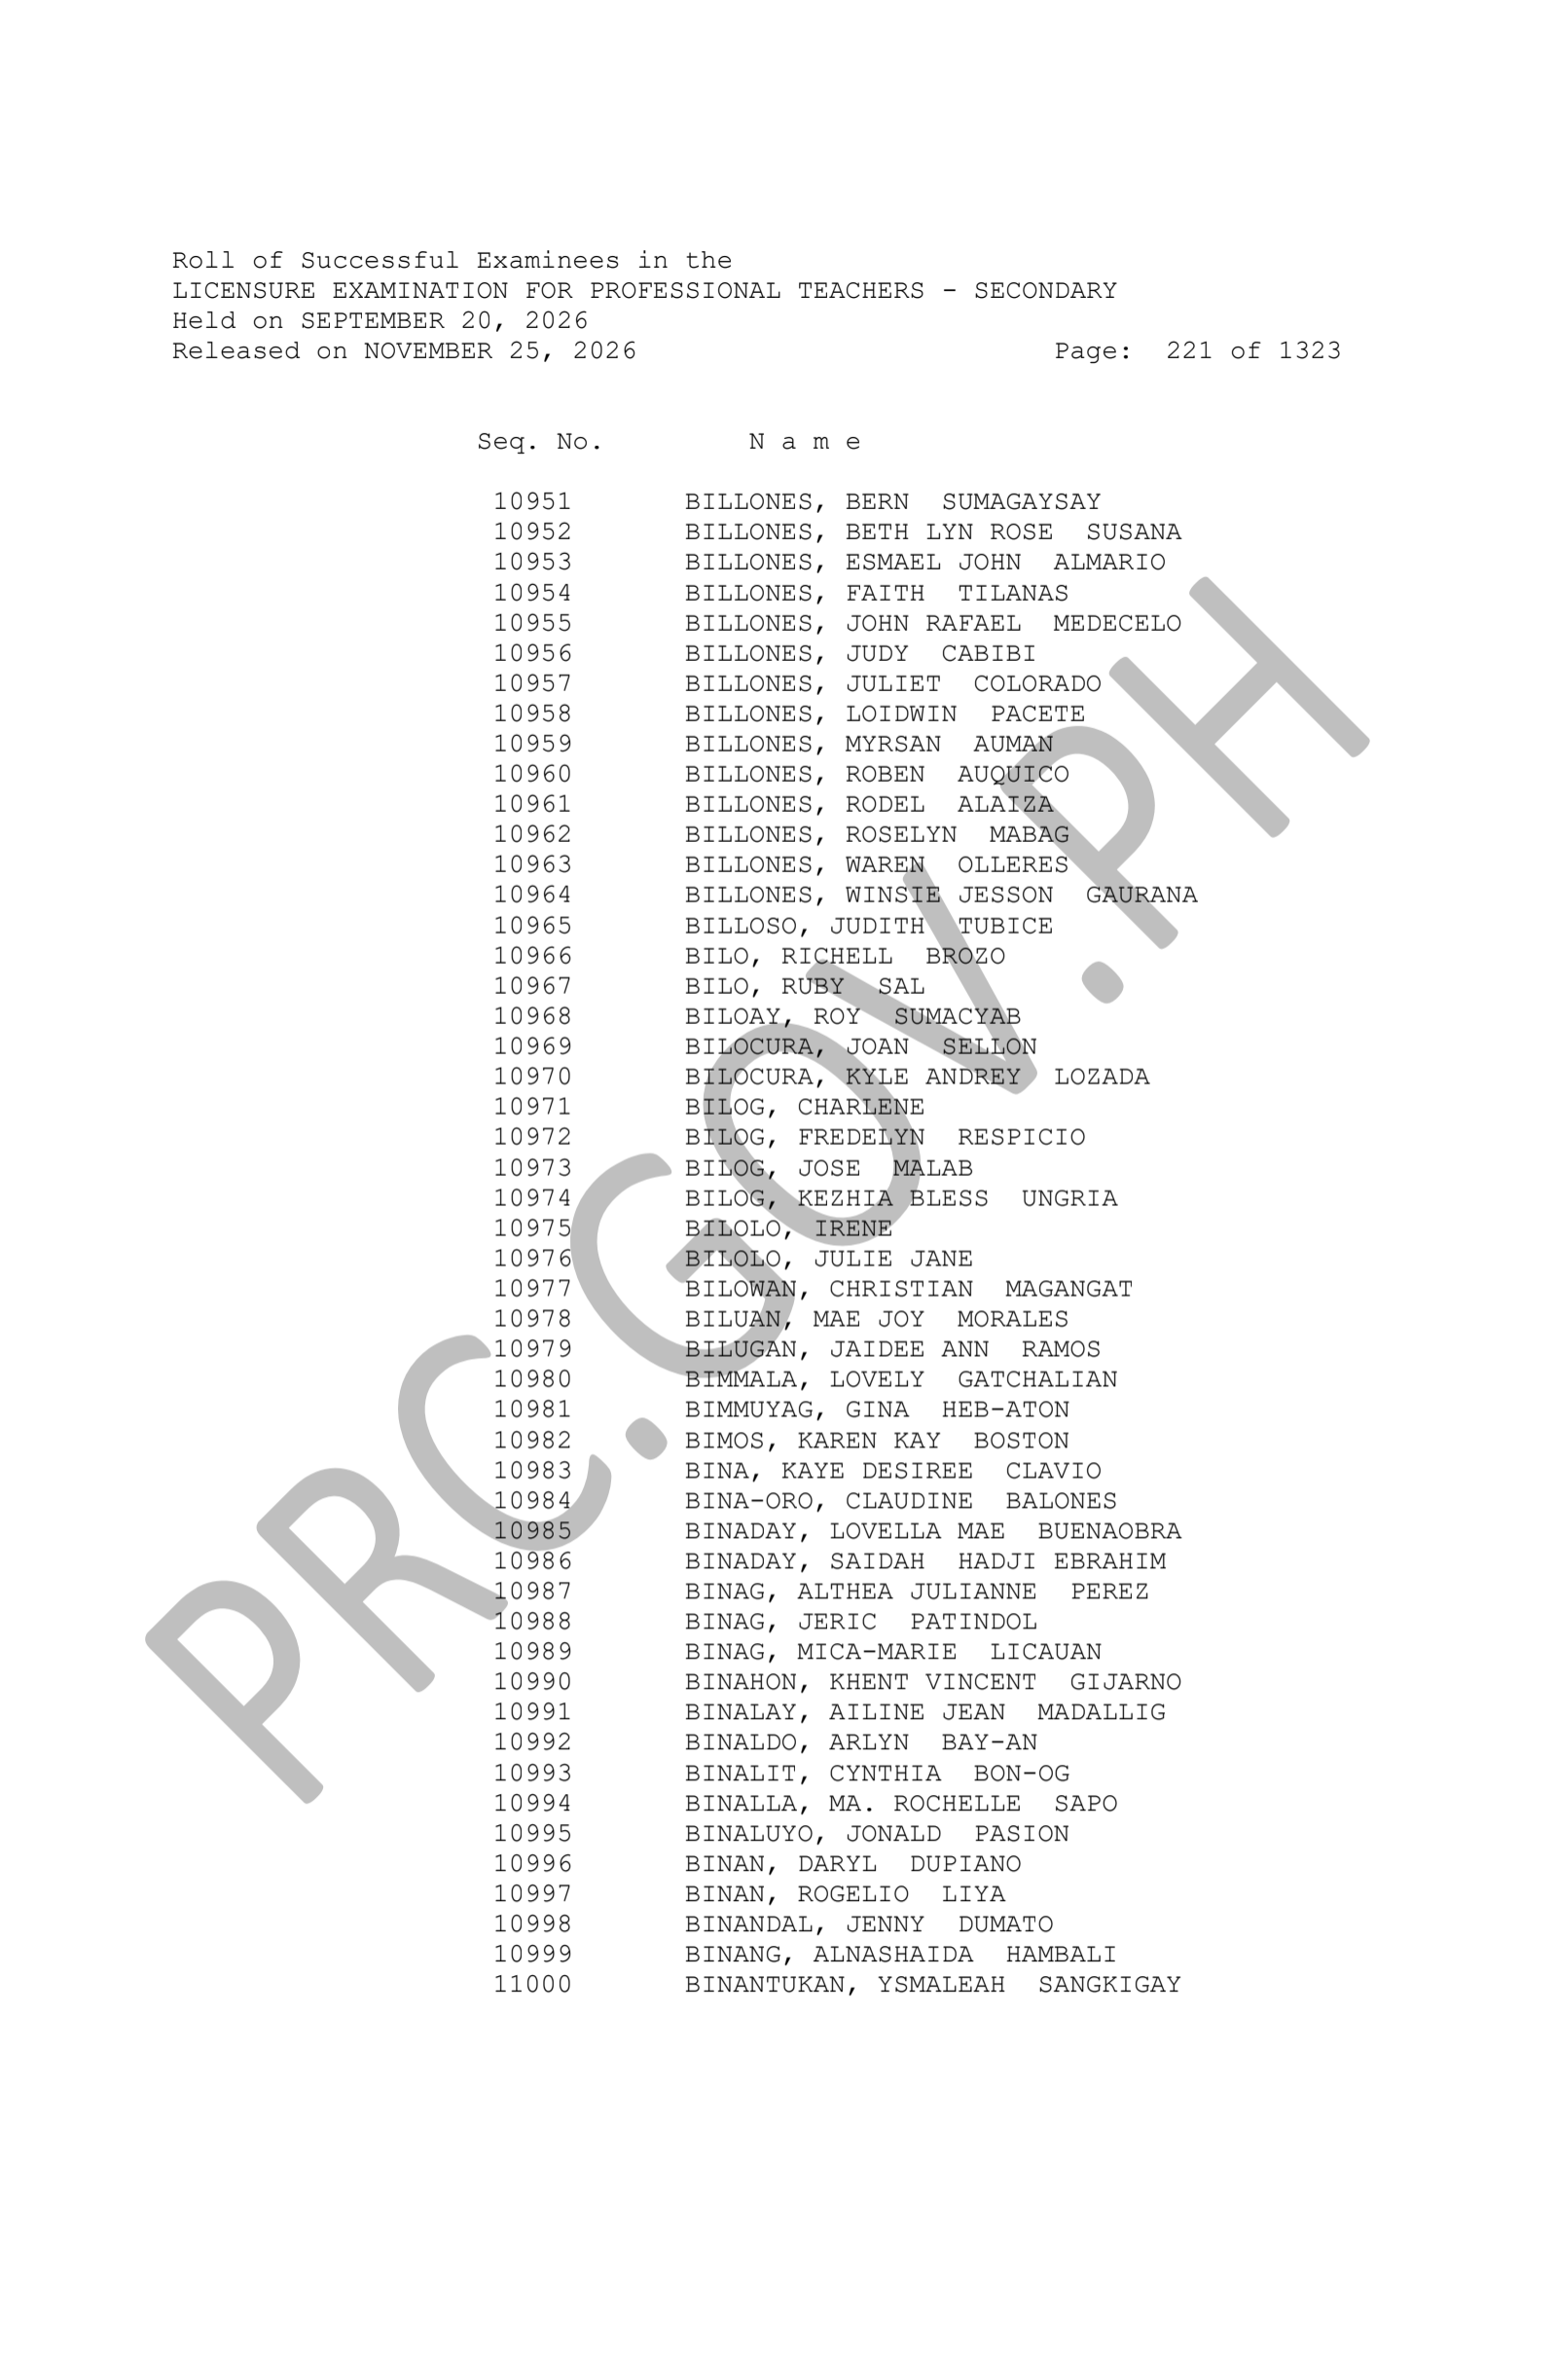 Roll of Successful Examinees in the
LICENSURE EXAMINATION FOR PROFESSIONAL TEACHERS - SECONDARY
Held on SEPTEMBER 20, 2026
Released on NOVEMBER 25, 2026 Page: 221 of 1323
Seq. No. N a m e
10951 BILLONES, BERN SUMAGAYSAY
10952 BILLONES, BETH LYN ROSE SUSANA
10953 BILLONES, ESMAEL JOHN ALMARIO
10954 BILLONES, FAITH TILANAS
10955 BILLONES, JOHN RAFAEL MEDECELO
10956 BILLONES, JUDY CABIBI
10957 BILLONES, JULIET COLORADO
10958 BILLONES, LOIDWIN PACETE
10959 BILLONES, MYRSAN AUMAN
10960 BILLONES, ROBEN AUQUICO
10961 BILLONES, RODEL ALAIZA
10962 BILLONES, ROSELYN MABAG
10963 BILLONES, WAREN OLLERES
10964 BILLONES, WINSIE JESSON GAURANA
10965 BILLOSO, JUDITH TUBICE
10966 BILO, RICHELL BROZO
10967 BILO, RUBY SAL
10968 BILOAY, ROY SUMACYAB
10969 BILOCURA, JOAN SELLON
10970 BILOCURA, KYLE ANDREY LOZADA
10971 BILOG, CHARLENE
10972 BILOG, FREDELYN RESPICIO
10973 BILOG, JOSE MALAB
10974 BILOG, KEZHIA BLESS UNGRIA
10975 BILOLO, IRENE
10976 BILOLO, JULIE JANE
10977 BILOWAN, CHRISTIAN MAGANGAT
10978 BILUAN, MAE JOY MORALES
10979 BILUGAN, JAIDEE ANN RAMOS
10980 BIMMALA, LOVELY GATCHALIAN
10981 BIMMUYAG, GINA HEB-ATON
10982 BIMOS, KAREN KAY BOSTON
10983 BINA, KAYE DESIREE CLAVIO
10984 BINA-ORO, CLAUDINE BALONES
10985 BINADAY, LOVELLA MAE BUENAOBRA
10986 BINADAY, SAIDAH HADJI EBRAHIM
10987 BINAG, ALTHEA JULIANNE PEREZ
10988 BINAG, JERIC PATINDOL
10989 BINAG, MICA-MARIE LICAUAN
10990 BINAHON, KHENT VINCENT GIJARNO
10991 BINALAY, AILINE JEAN MADALLIG
10992 BINALDO, ARLYN BAY-AN
10993 BINALIT, CYNTHIA BON-OG
10994 BINALLA, MA. ROCHELLE SAPO
10995 BINALUYO, JONALD PASION
10996 BINAN, DARYL DUPIANO
10997 BINAN, ROGELIO LIYA
10998 BINANDAL, JENNY DUMATO
10999 BINANG, ALNASHAIDA HAMBALI
11000 BINANTUKAN, YSMALEAH SANGKIGAY
PRC.GOV.PH